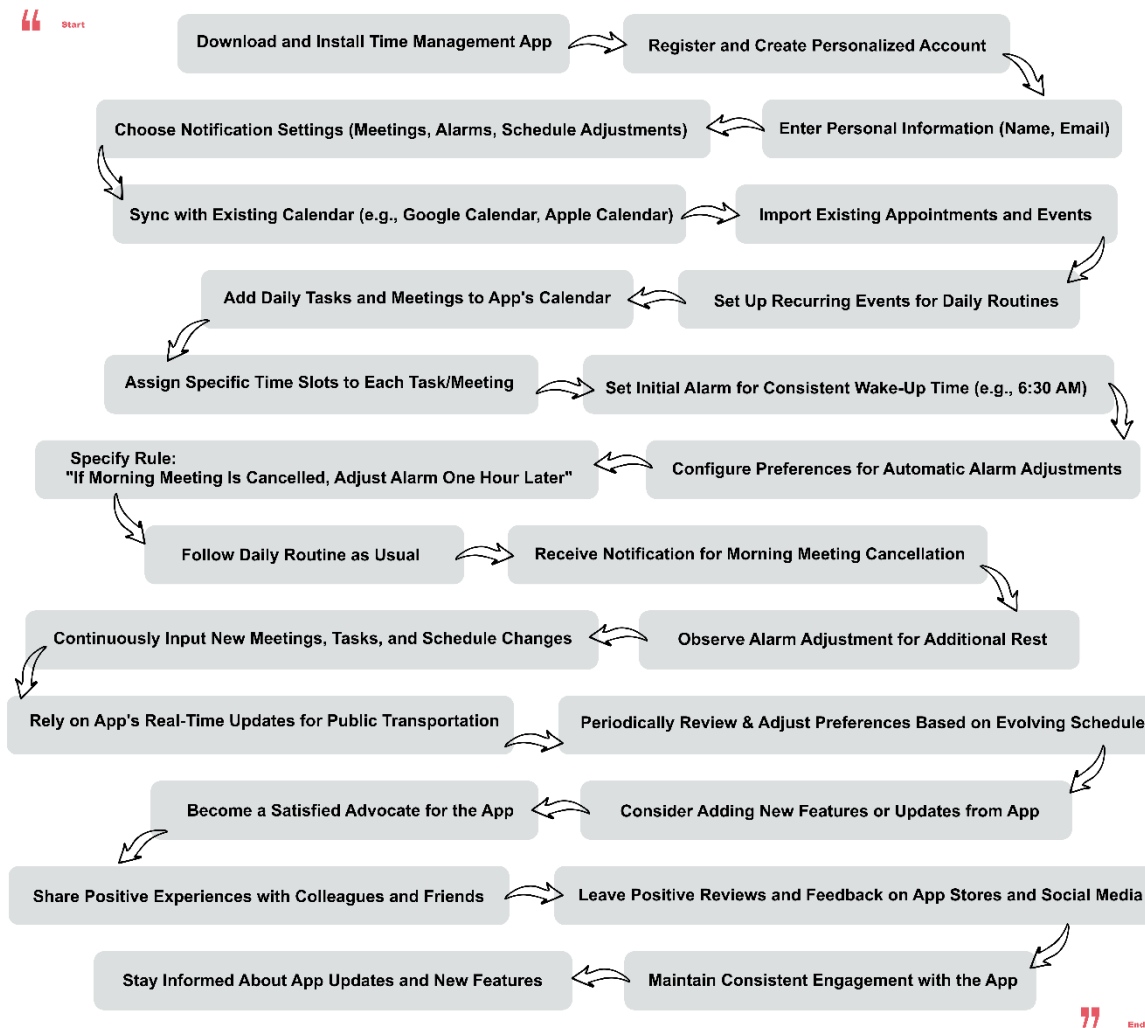 Start
Download and Install Time Management App
Register and Create Personalized Account
Enter Personal Information (Name, Email)
Choose Notification Settings (Meetings, Alarms, Schedule Adjustments)
Sync with Existing Calendar (e.g., Google Calendar, Apple Calendar)
Import Existing Appointments and Events
Set Up Recurring Events for Daily Routines
Add Daily Tasks and Meetings to App's Calendar
Assign Specific Time Slots to Each Task/Meeting
Set Initial Alarm for Consistent Wake-Up Time (e.g., 6:30 AM)
Configure Preferences for Automatic Alarm Adjustments
Specify Rule:
"If Morning Meeting Is Cancelled, Adjust Alarm One Hour Later"
Follow Daily Routine as Usual
Receive Notification for Morning Meeting Cancellation
Observe Alarm Adjustment for Additional Rest
Continuously Input New Meetings, Tasks, and Schedule Changes
Rely on App's Real-Time Updates for Public Transportation
Periodically Review & Adjust Preferences Based on Evolving Schedule
Consider Adding New Features or Updates from App
Become a Satisfied Advocate for the App
Share Positive Experiences with Colleagues and Friends
Leave Positive Reviews and Feedback on App Stores and Social Media
Maintain Consistent Engagement with the App
Stay Informed About App Updates and New Features
End